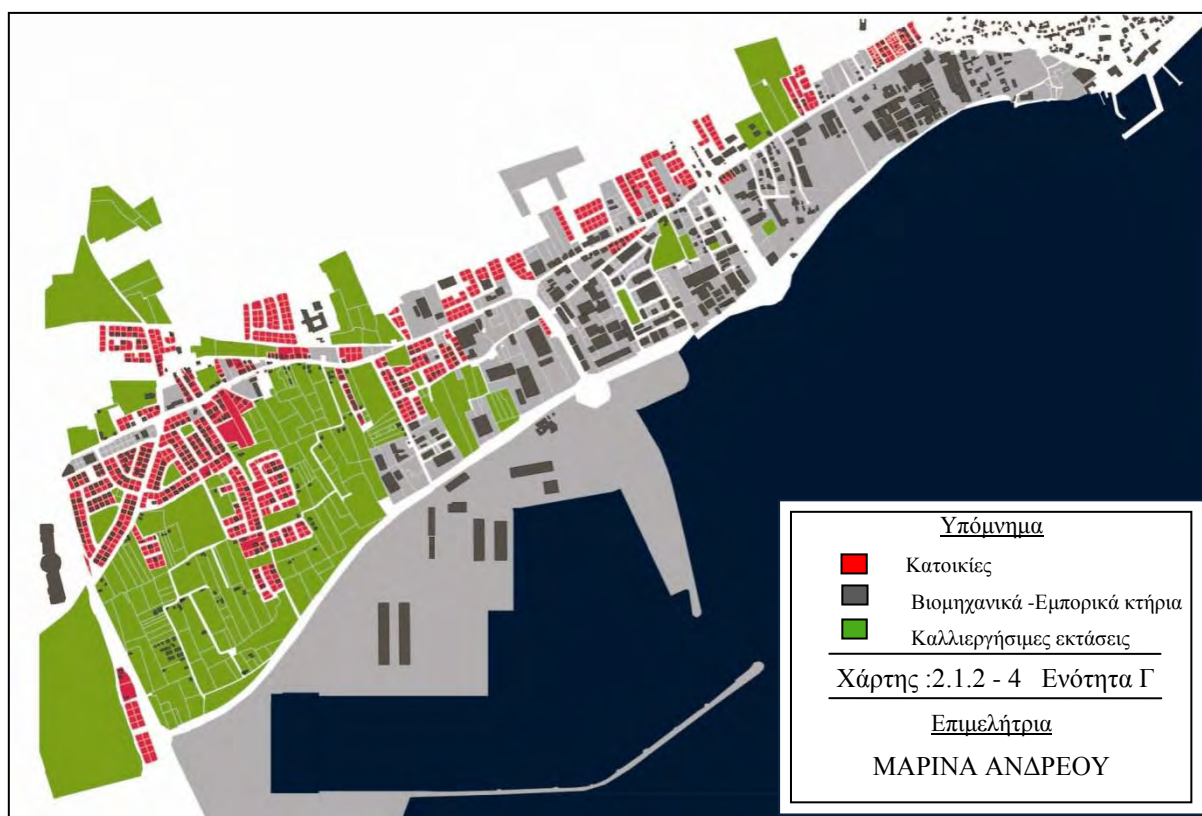 Υπόμνημα
Κατοικίες
Βιομηχανικά -Εμπορικά κτήρια
Καλλιεργήσιμες εκτάσεις
Χάρτης :2.1.2 - 4 Ενότητα Γ
Επιμελήτρια
ΜΑΡΙΝΑ ΑΝΔΡΕΟΥ